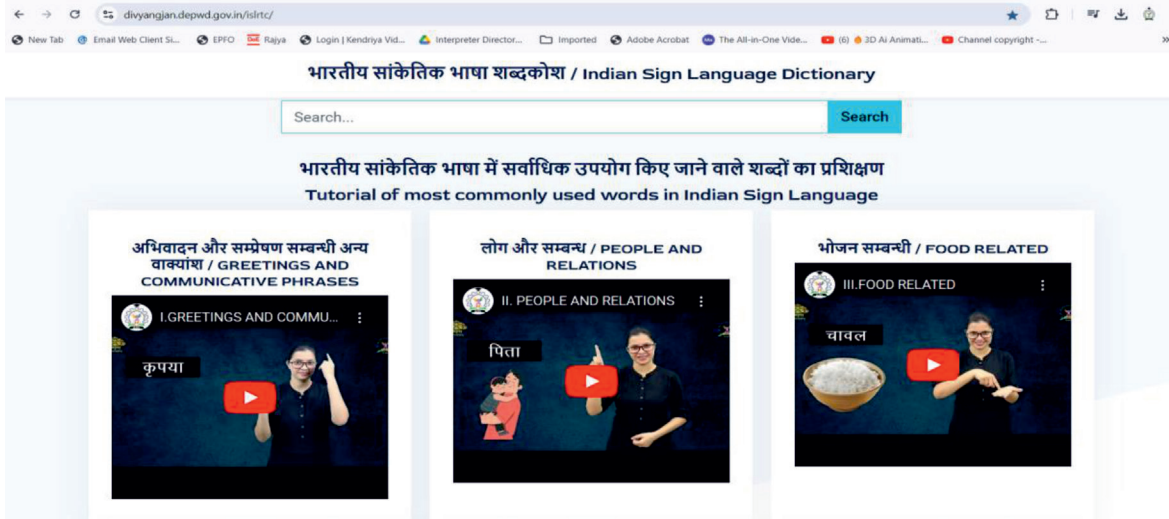 divyangjan.depwd.gov.in/islrtc/
New Tab Email Web Client Si... EPFO Rajya Login | Kendriya Vid... Interpreter Director... Imported Adobe Acrobat The All-in-One Vide... (6) 3D Ai Animati... Channel copyright -... »
भारतीय सांकेतिक भाषा शब्दकोश / Indian Sign Language Dictionary
Search... Search
भारतीय सांकेतिक भाषा में सर्वाधिक उपयोग किए जाने वाले शब्दों का प्रशिक्षण
Tutorial of most commonly used words in Indian Sign Language
अभिवादन और सम्प्रेषण सम्बन्धी अन्य
वाक्यांश / GREETINGS AND
COMMUNICATIVE PHRASES
I.GREETINGS AND COMMU...
कृपया
लोग और सम्बन्ध / PEOPLE AND
RELATIONS
II. PEOPLE AND RELATIONS
पिता
भोजन सम्बन्धी / FOOD RELATED
III.FOOD RELATED
चावल